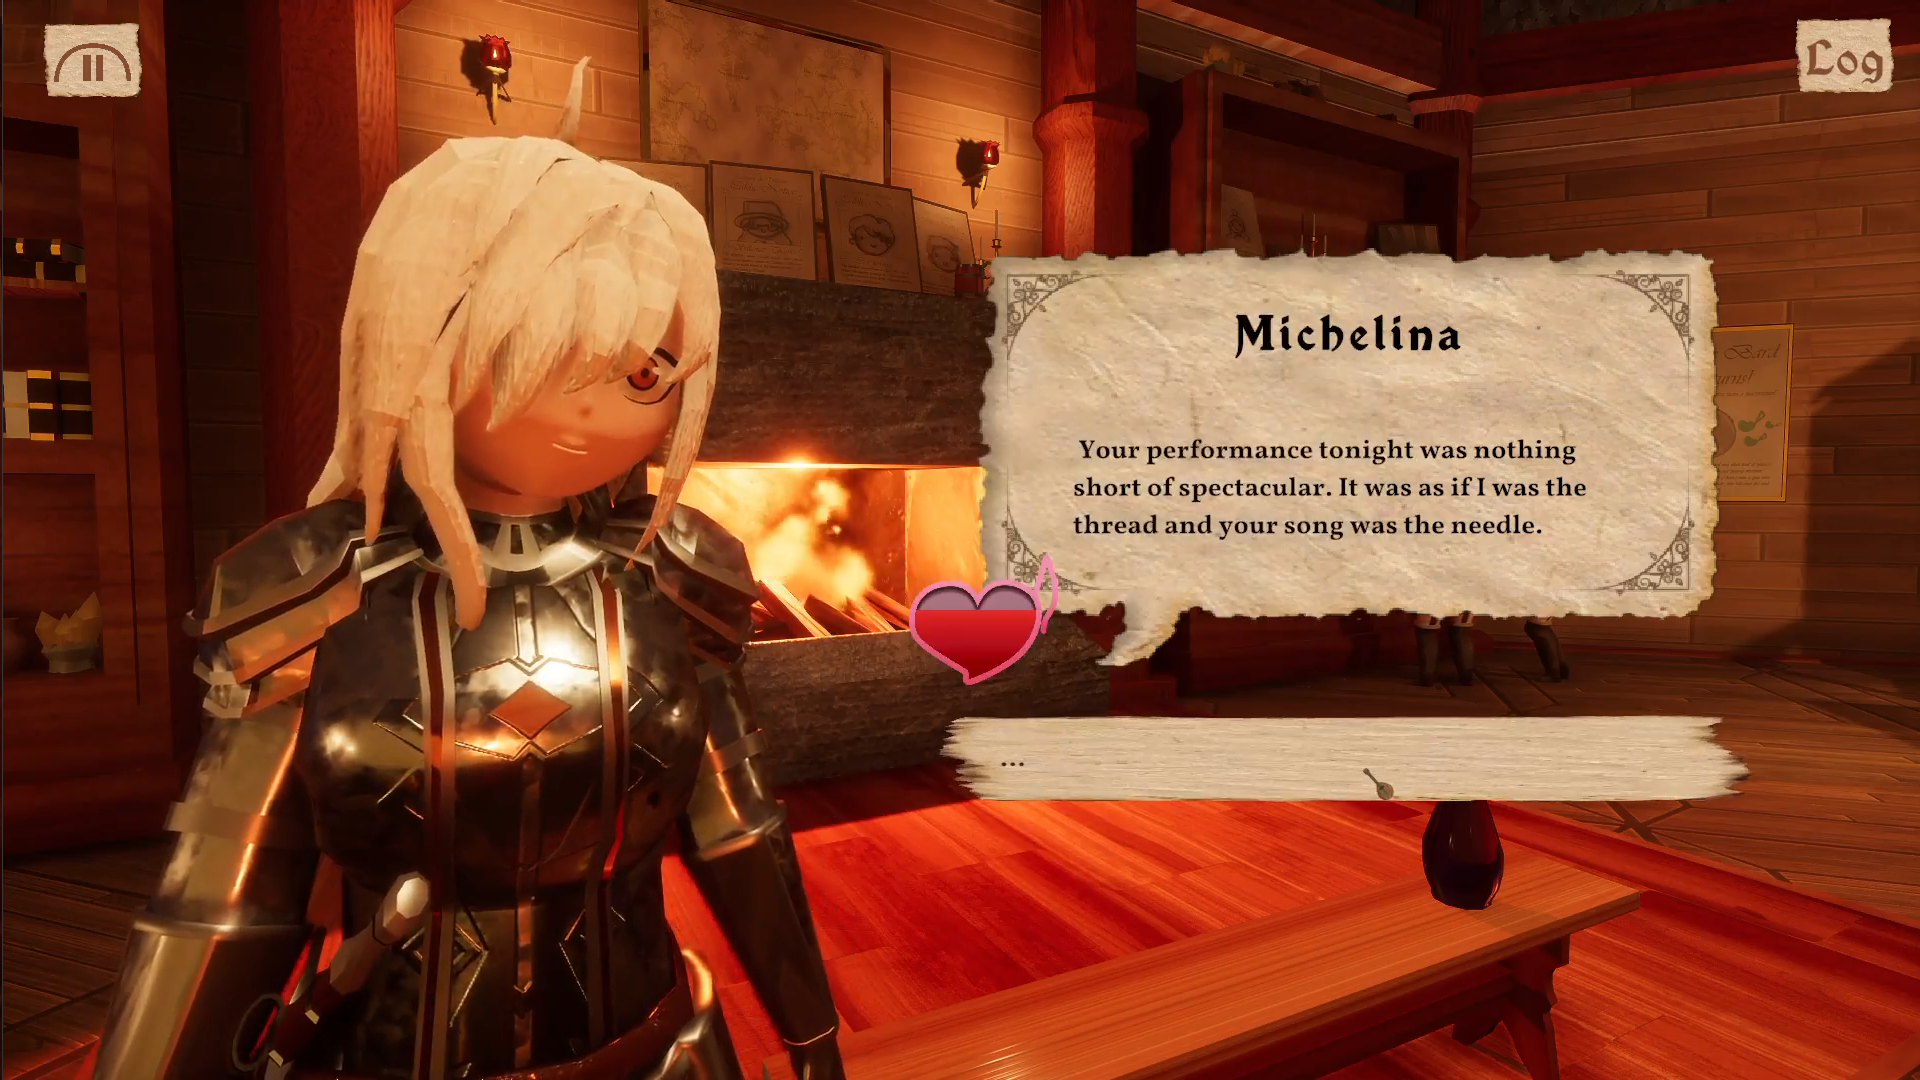 Log
Michelina
Your performance tonight was nothing
short of spectacular. It was as if I was the
thread and your song was the needle.
Bard
...